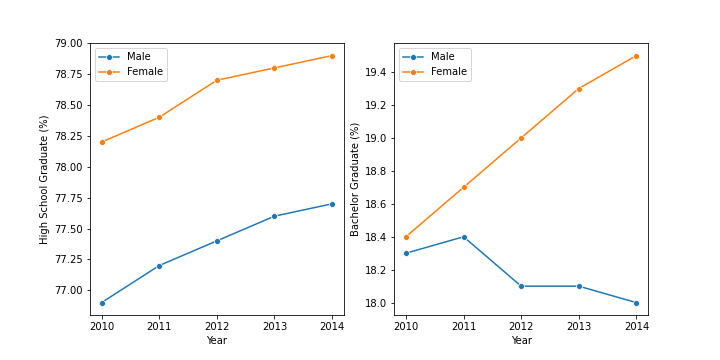 High School Graduate (%)
79.00
78.75
78.50
78.25
78.00
77.75
77.50
77.25
77.00
Male
Female
2010 2011 2012 2013 2014
Year
Bachelor Graduate (%)
19.4
19.2
19.0
18.8
18.6
18.4
18.2
18.0
Male
Female
2010 2011 2012 2013 2014
Year